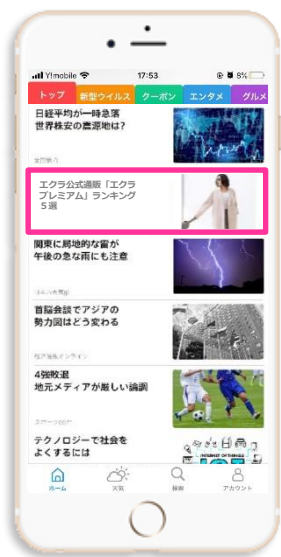 Y!mobile 17:53 8%
トップ 新型ウイルス クーポン エンタメ グルメ
日経平均が一時急落
世界株安の震源地は?
エクラ公式通販「エクラ
プレミアム」ランキング
5選
関東に局地的な雷が
午後の急な雨にも注意
首脳会談でアジアの
勢力図はどう変わる
4強敗退
地元メディアが厳しい論調
テクノロジーで社会を
よくするには
INTERNET OF THINGS
IOT
ホーム 天気 検索 アカウント